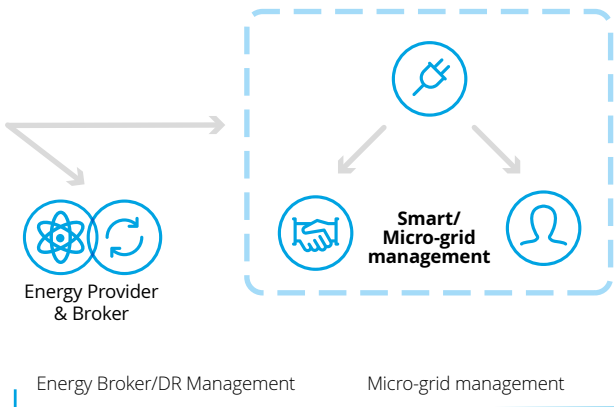 Smart/
Micro-grid
management
Energy Provider
& Broker
Energy Broker/DR Management
Micro-grid management